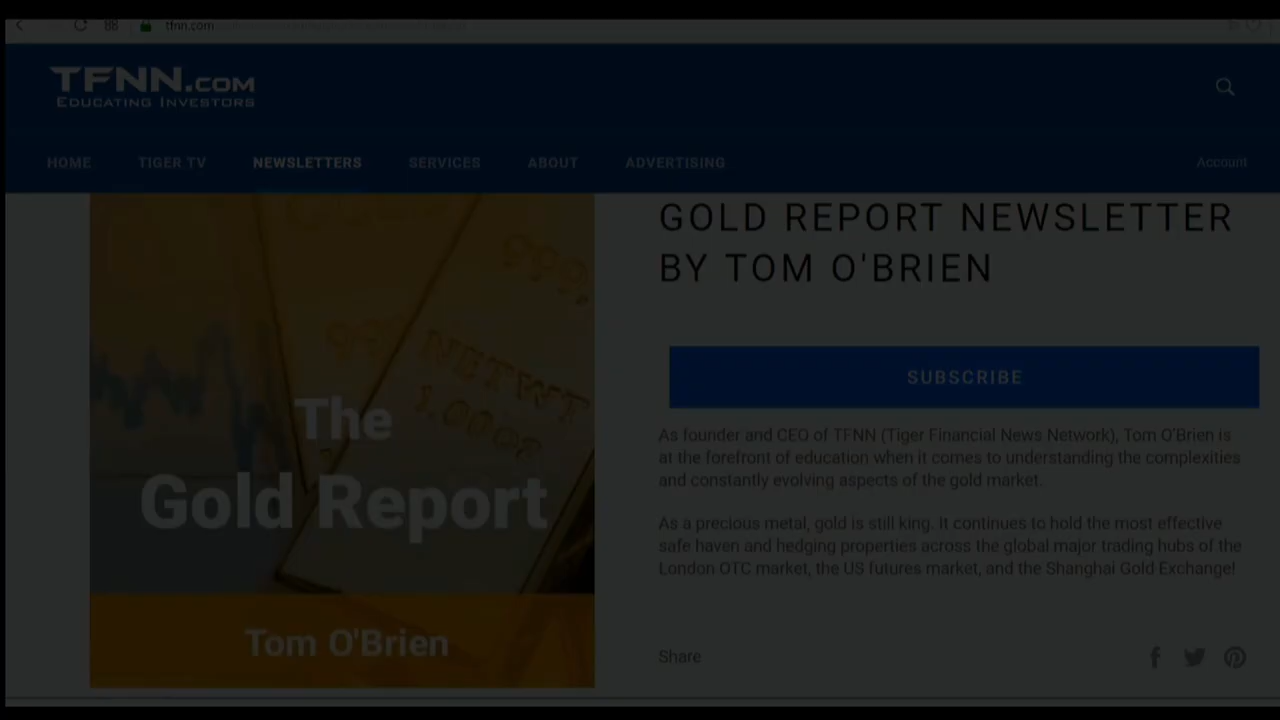 88 tfnn.com
TFNN.COM
EDUCATING INVESTORS
HOME TIGER TV NEWSLETTERS SERVICES ABOUT ADVERTISING Account
GOLD REPORT NEWSLETTER
BY TOM O'BRIEN
SUBSCRIBE
As founder and CEO of TFNN (Tiger Financial News Network), Tom O'Brien is
at the forefront of education when it comes to understanding the complexities
and constantly evolving aspects of the gold market.
As a precious metal, gold is still king. It continues to hold the most effective
safe haven and hedging properties across the global major trading hubs of the
London OTC market, the US futures market, and the Shanghai Gold Exchange!
Share
999,
NETWT
The
Gold Report
Tom O'Brien